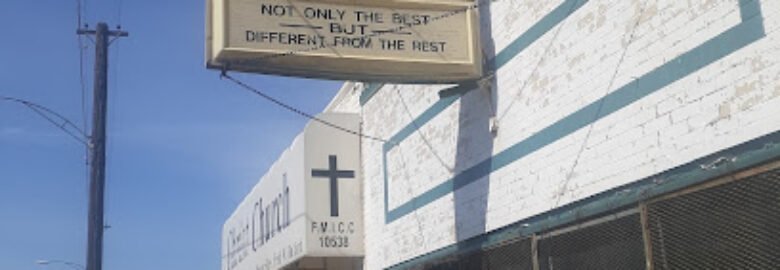 NOT ONLY THE BEST
BUT
DIFFERENT FROM THE REST
Church
P.M.I.C.C
10538